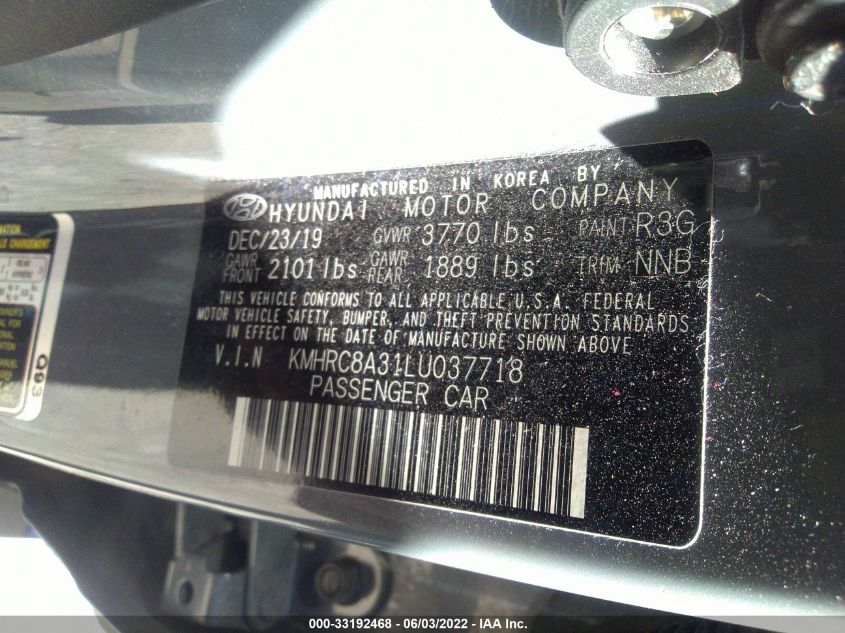 MANUFACTURED IN KOREA BY
HYUNDAI MOTOR COMPANY
DEC/23/19 GVWR 3770 lbs PAINT R3G
GAWR FRONT 2101 lbs GAWR REAR 1889 lbs TRIM NNB
THIS VEHICLE CONFORMS TO ALL APPLICABLE U.S.A. FEDERAL
MOTOR VEHICLE SAFETY, BUMPER, AND THEFT PREVENTION STANDARDS
IN EFFECT ON THE DATE OF MANUFACTURE SHOWN ABOVE
V.I.N KMHRC8A31LU037718
PASSENGER CAR
Q93
000-33192468 - 06/03/2022 - IAA Inc.